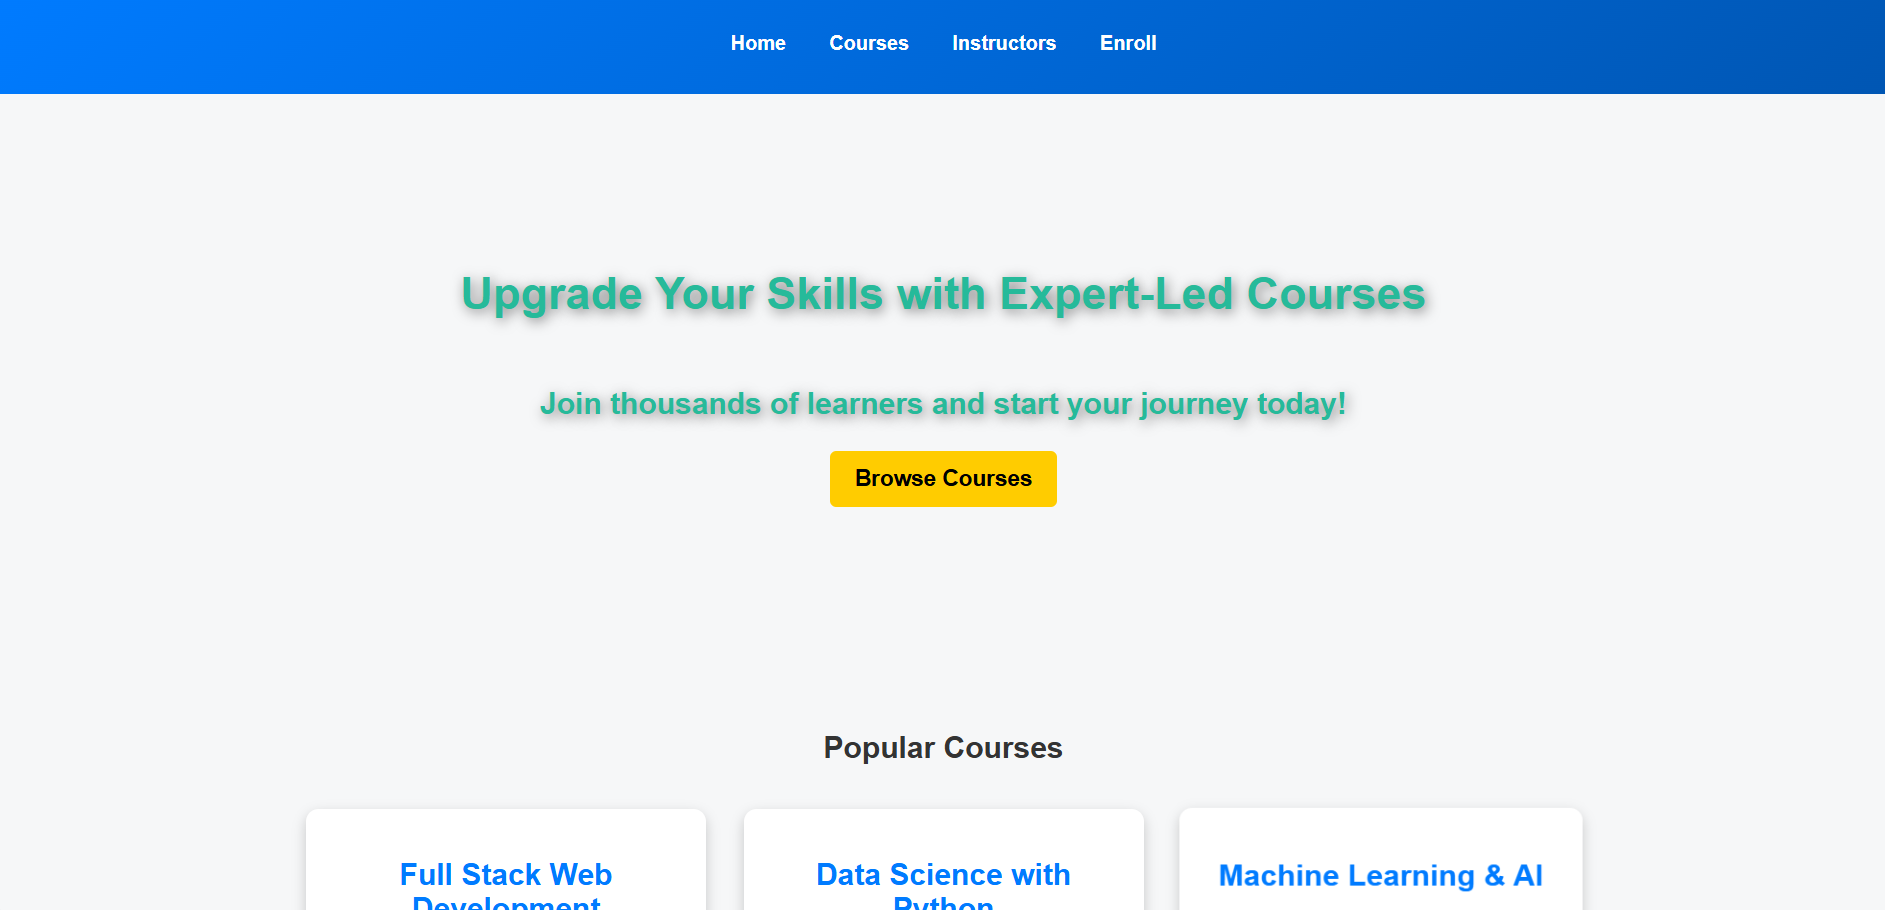 Home Courses Instructors Enroll
Upgrade Your Skills with Expert-Led Courses
Join thousands of learners and start your journey today!
Browse Courses
Popular Courses
Full Stack Web
Development
Data Science with
Python
Machine Learning & AI